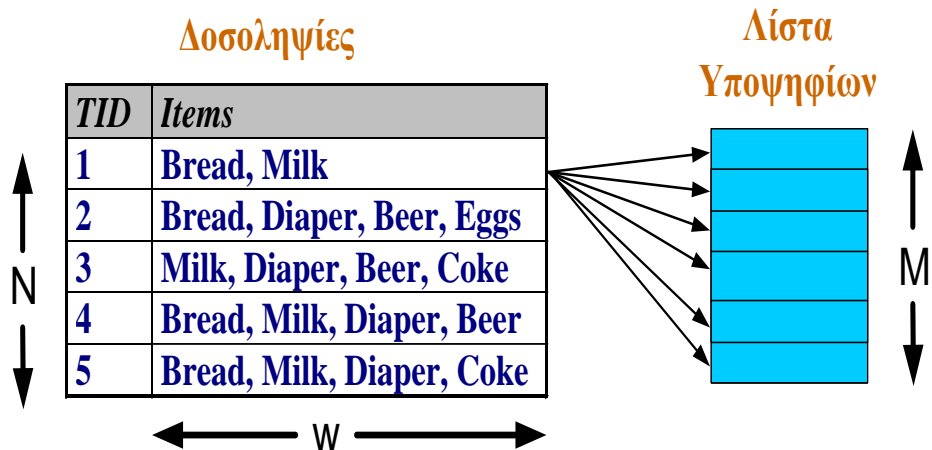 Δοσοληψίες
Λίστα
Υποψηφίων
TID Items
1 Bread, Milk
2 Bread, Diaper, Beer, Eggs
3 Milk, Diaper, Beer, Coke
4 Bread, Milk, Diaper, Beer
5 Bread, Milk, Diaper, Coke
N
M
W